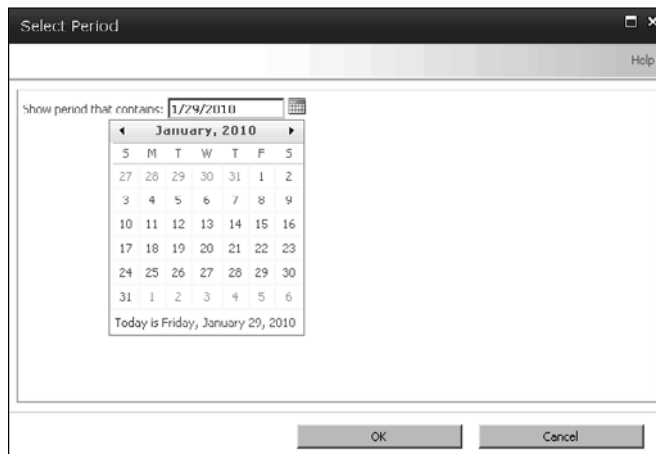 Select Period
Help
Show period that contains: 1/29/2010
January, 2010
S M T W T F S
27 28 29 30 31 1 2
3 4 5 6 7 8 9
10 11 12 13 14 15 16
17 18 19 20 21 22 23
24 25 26 27 28 29 30
31 1 2 3 4 5 6
Today is Friday, January 29, 2010
OK Cancel